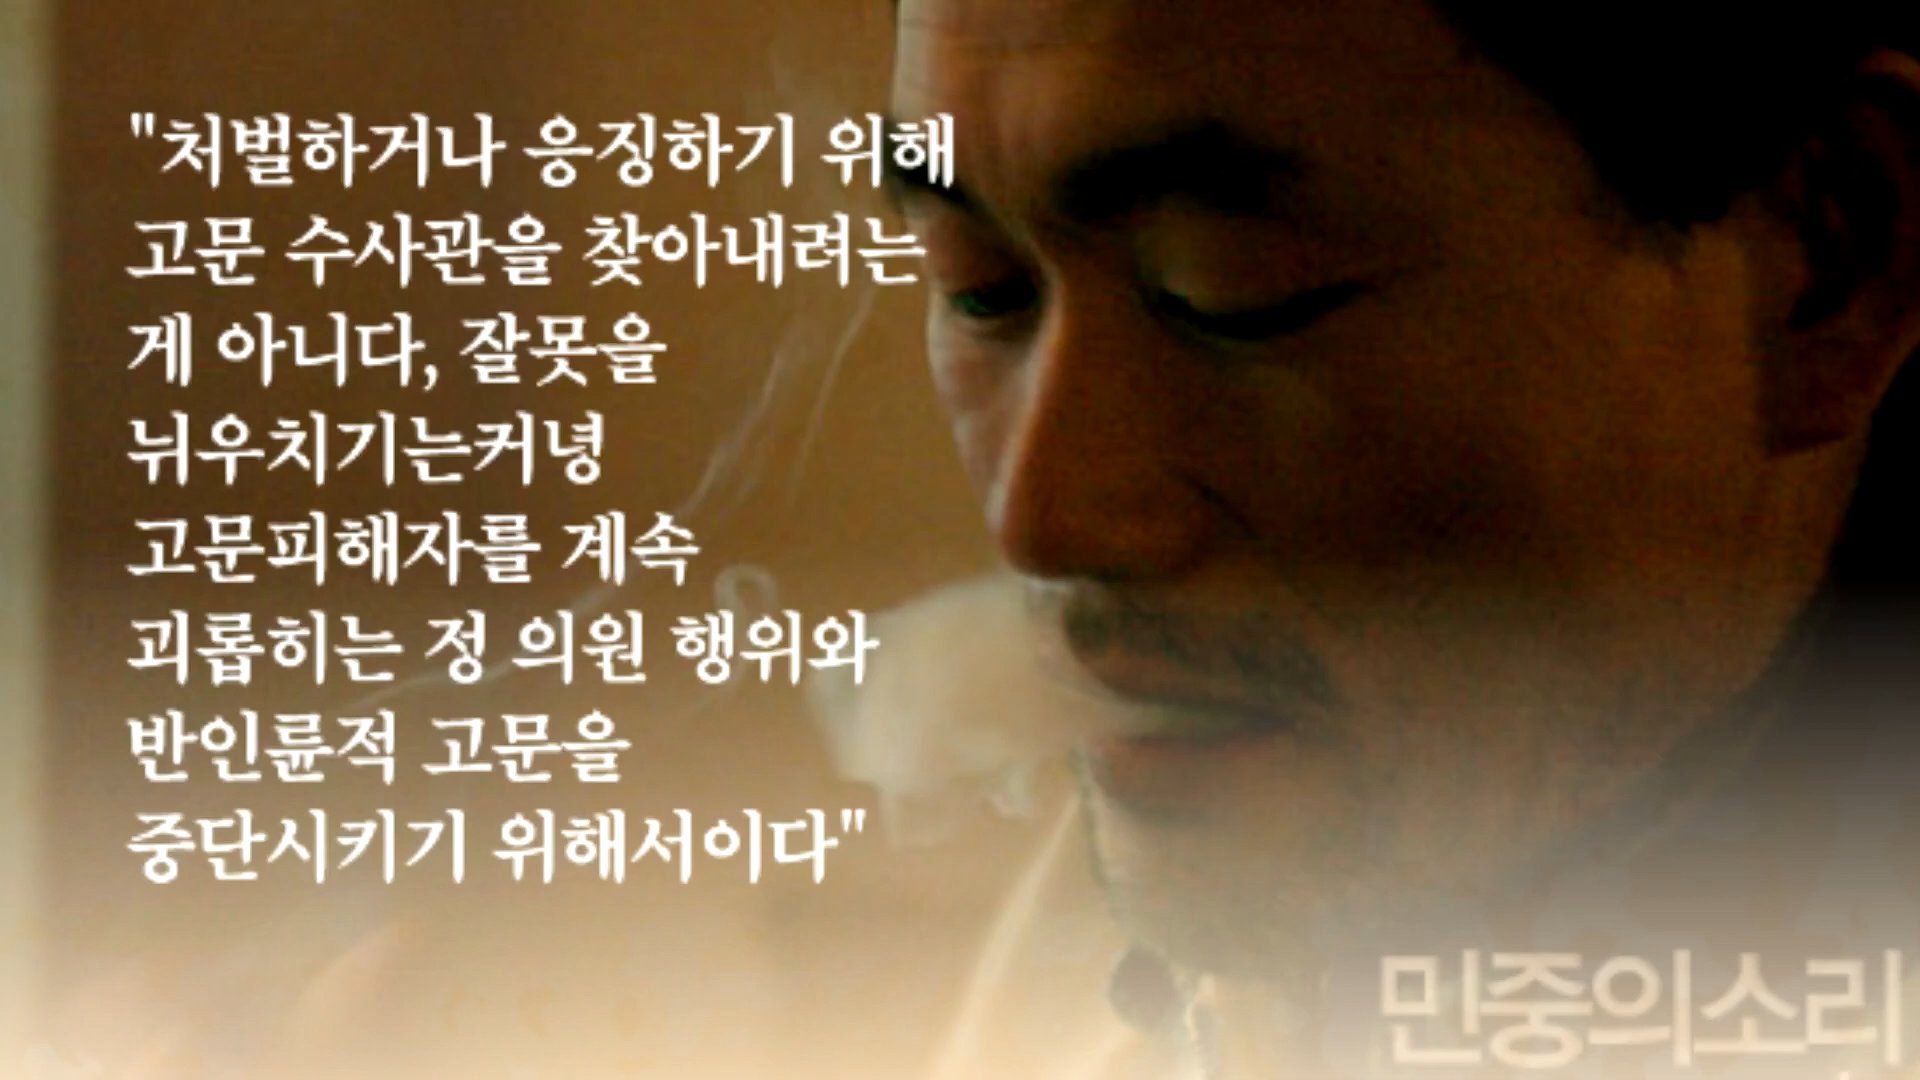 "처벌하거나 응징하기 위해
고문 수사관을 찾아내려는
게 아니다, 잘못을
뉘우치기는커녕
고문피해자를 계속
괴롭히는 정 의원 행위와
반인륜적 고문을
중단시키기 위해서이다"
민중의소리